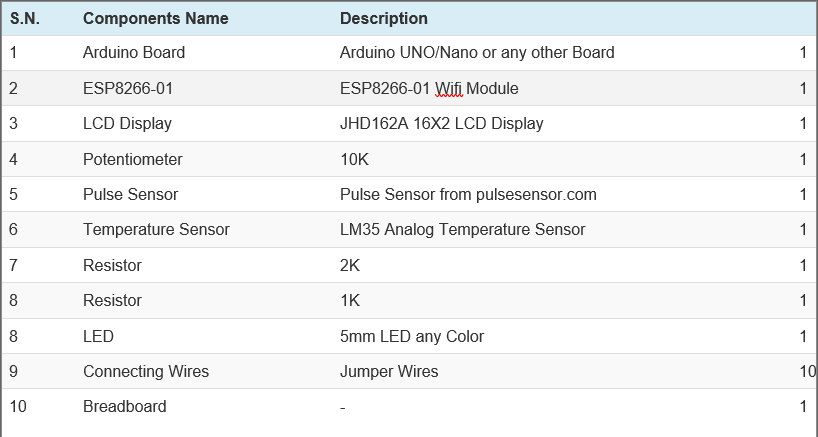 S.N. Components Name Description
1 Arduino Board Arduino UNO/Nano or any other Board 1
2 ESP8266-01 ESP8266-01 Wifi Module 1
3 LCD Display JHD162A 16X2 LCD Display 1
4 Potentiometer 10K 1
5 Pulse Sensor Pulse Sensor from pulsesensor.com 1
6 Temperature Sensor LM35 Analog Temperature Sensor 1
7 Resistor 2K 1
8 Resistor 1K 1
8 LED 5mm LED any Color 1
9 Connecting Wires Jumper Wires 10
10 Breadboard - 1